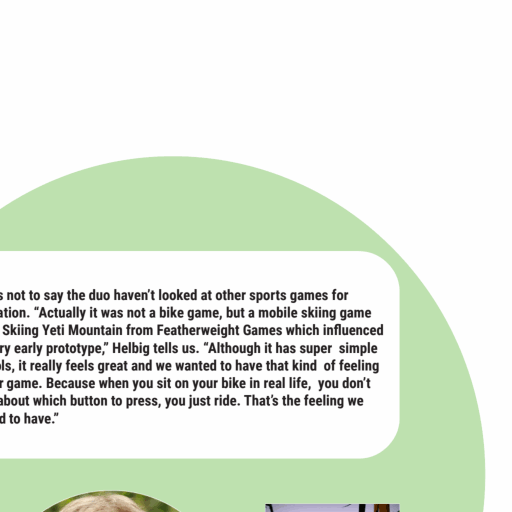 not to say the duo haven't looked at other sports games for
“Actually it was not a bike game, but a mobile skiing game
Skiing Yeti Mountain from Featherweight Games which influenced
early prototype,” Helbig tells us. “Although it has super simple
it really feels great and we wanted to have that kind of feeling
game. Because when you sit on your bike in real life, you don't
about which button to press, you just ride. That's the feeling we
to have.”